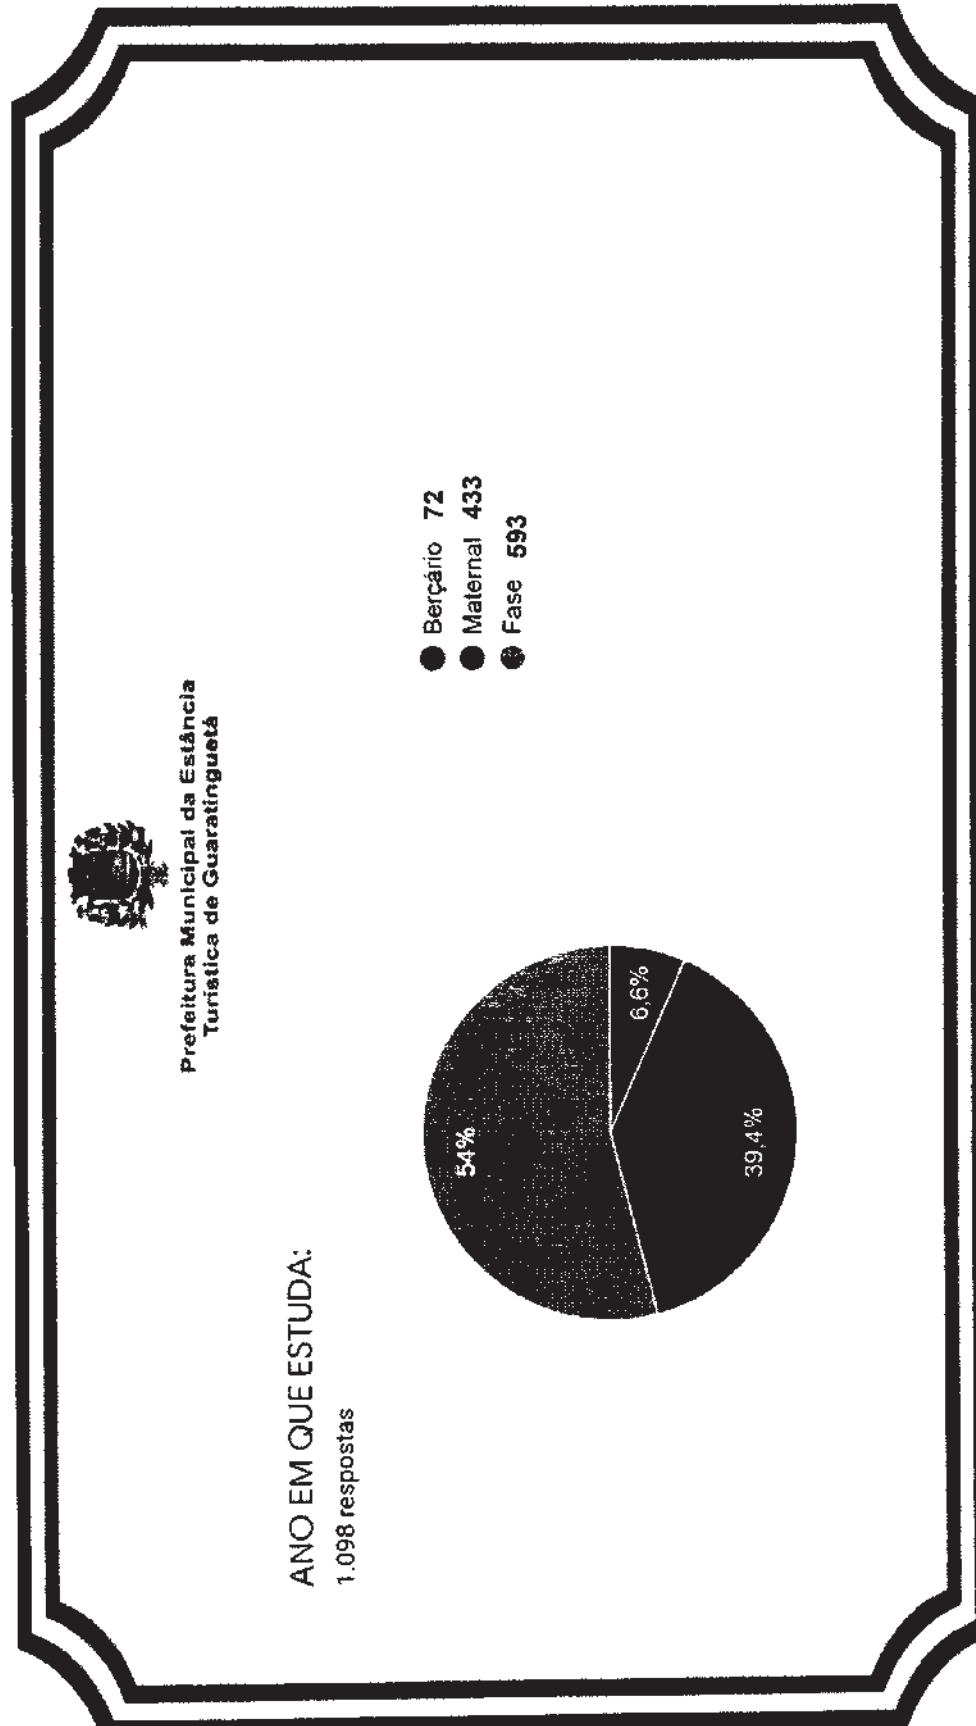 Prefeitura Municipal da Estância
Turística de Guaratinguetá
ANO EM QUE ESTUDA:
1.098 respostas
54%
6,6%
39,4%
Berçário 72
Maternal 433
Fase 593